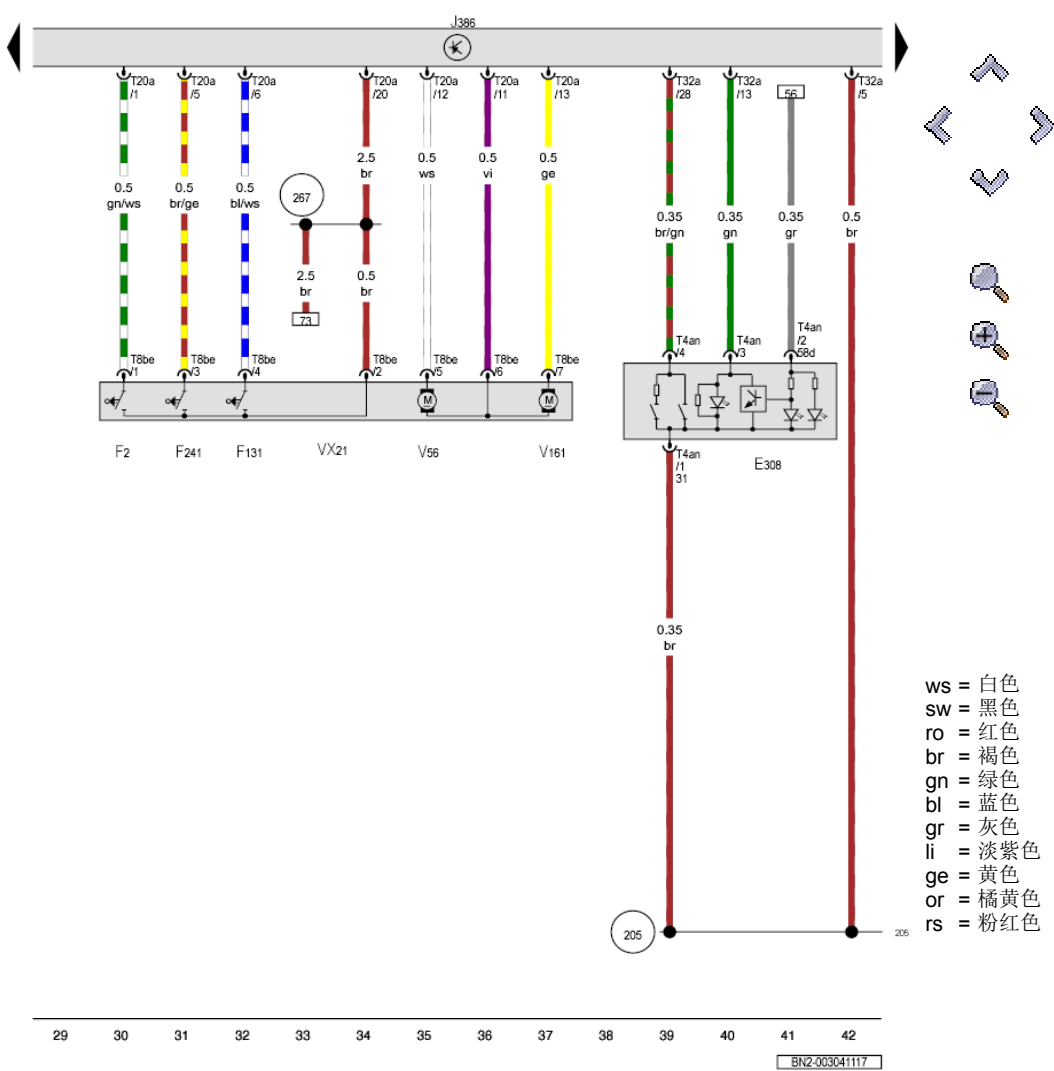 J386
T20a
/1
T20a
/5
T20a
/6
T20a
/20
T20a
/12
T20a
/11
T20a
/13
T32a
/28
T32a
/13
56
T32a
/5
0.5
gn/ws
0.5
br/ge
0.5
bl/ws
2.5
br
0.5
ws
0.5
vi
0.5
ge
0.35
br/gn
0.35
gn
0.35
gr
0.5
br
267
2.5
br
0.5
br
73
T8be
/1
T8be
/3
T8be
/4
T8be
/2
T8be
/5
T8be
/6
T8be
/7
T4an
/4
T4an
/3
T4an
/2
58d
M
M
F2
F241
F131
VX21
V56
V161
T4an
/1
31
E308
0.35
br
ws = 白色
sw = 黑色
ro = 红色
br = 褐色
gn = 绿色
bl = 蓝色
gr = 灰色
li = 淡紫色
ge = 黄色
or = 橘黄色
rs = 粉红色
205
205
29 30 31 32 33 34 35 36 37 38 39 40 41 42
BN2-003041117